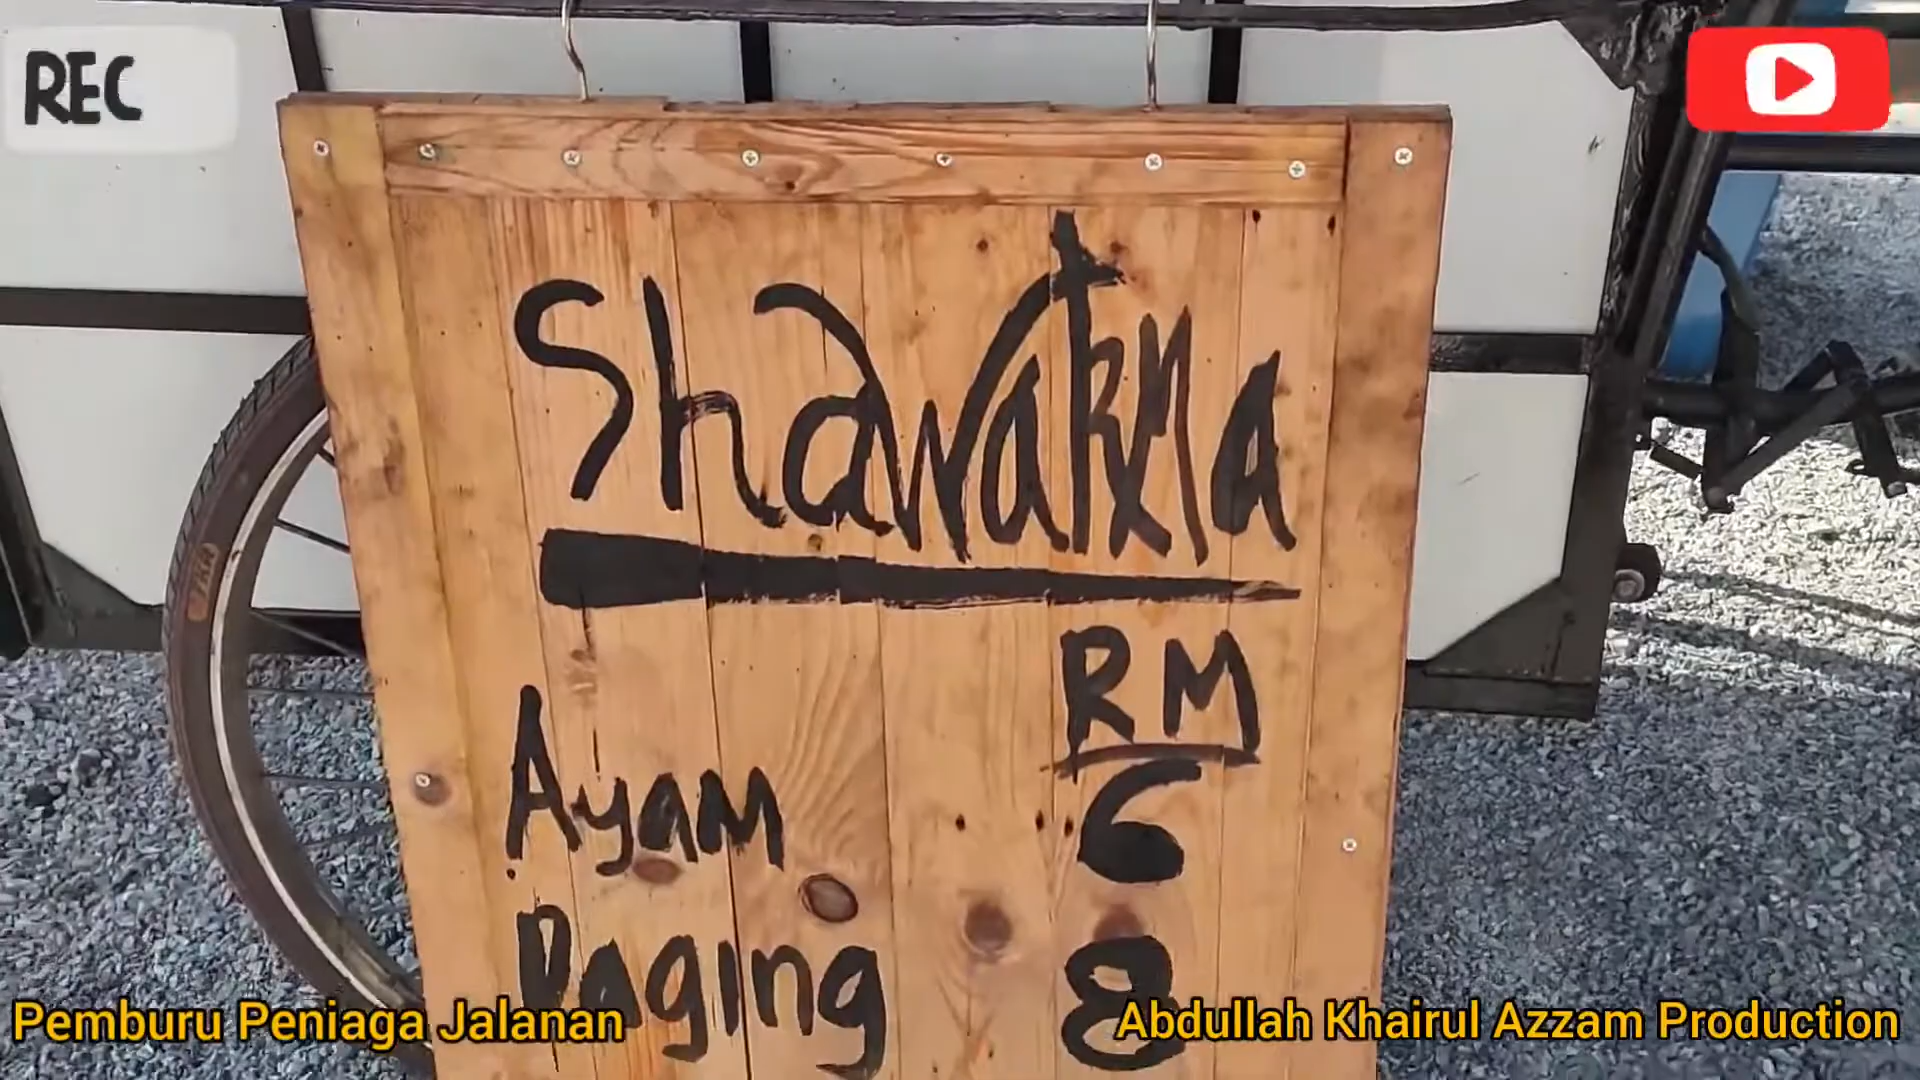 REC
Shawarma
RM
Ayam 6
Daging 8
Pemburu Peniaga Jalanan
Abdullah Khairul Azzam Production